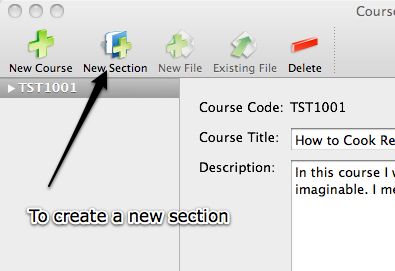 Cours
New Course New Section New File Existing File Delete
TST1001
Course Code: TST1001
Course Title: How to Cook Re
Description: In this course I w
imaginable. I me
To create a new section